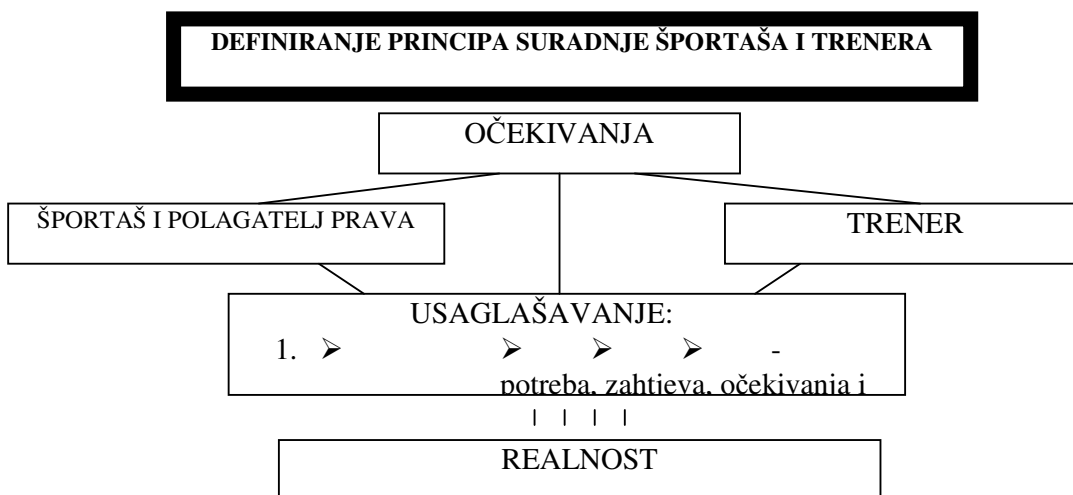 DEFINIRANJE PRINCIPA SURADNJE ŠPORTAŠA I TRENERA
OČEKIVANJA
ŠPORTAŠ I POLAGATELJ PRAVA
TRENER
USAGLAŠAVANJE:
1. ➢ ➢ ➢ ➢ -
potreba, zahtjeva, očekivanja i
REALNOST